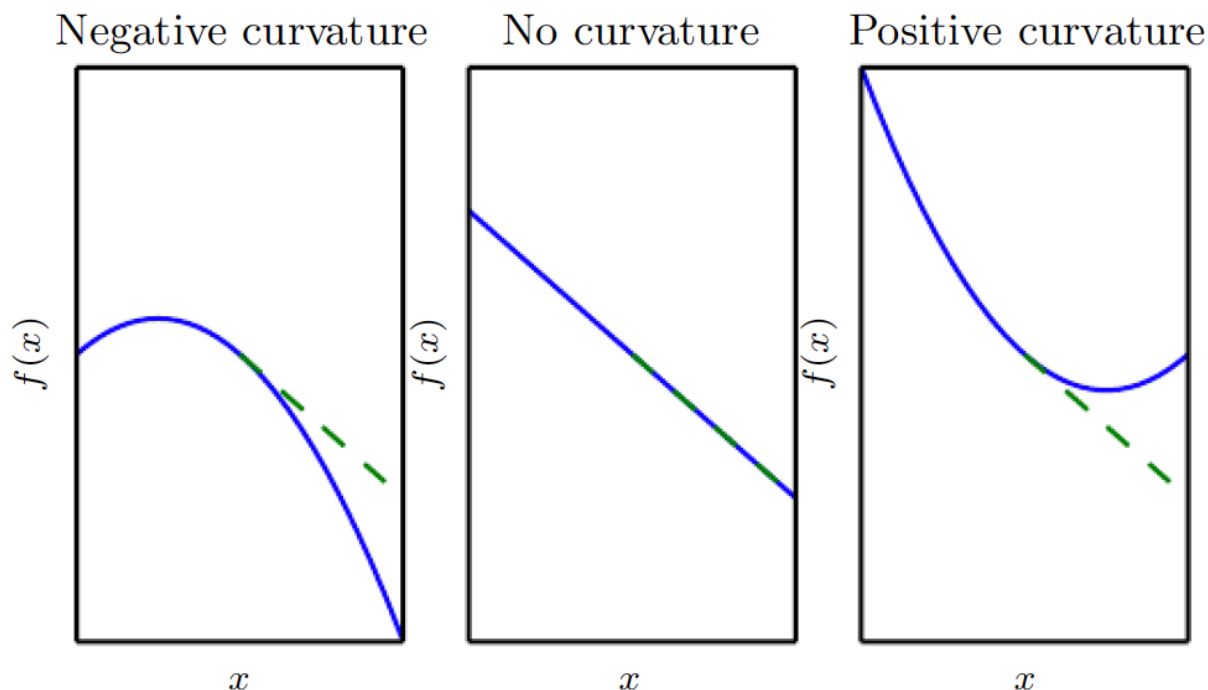 Negative curvature
No curvature
Positive curvature
f(x)
f(x)
f(x)
x
x
x